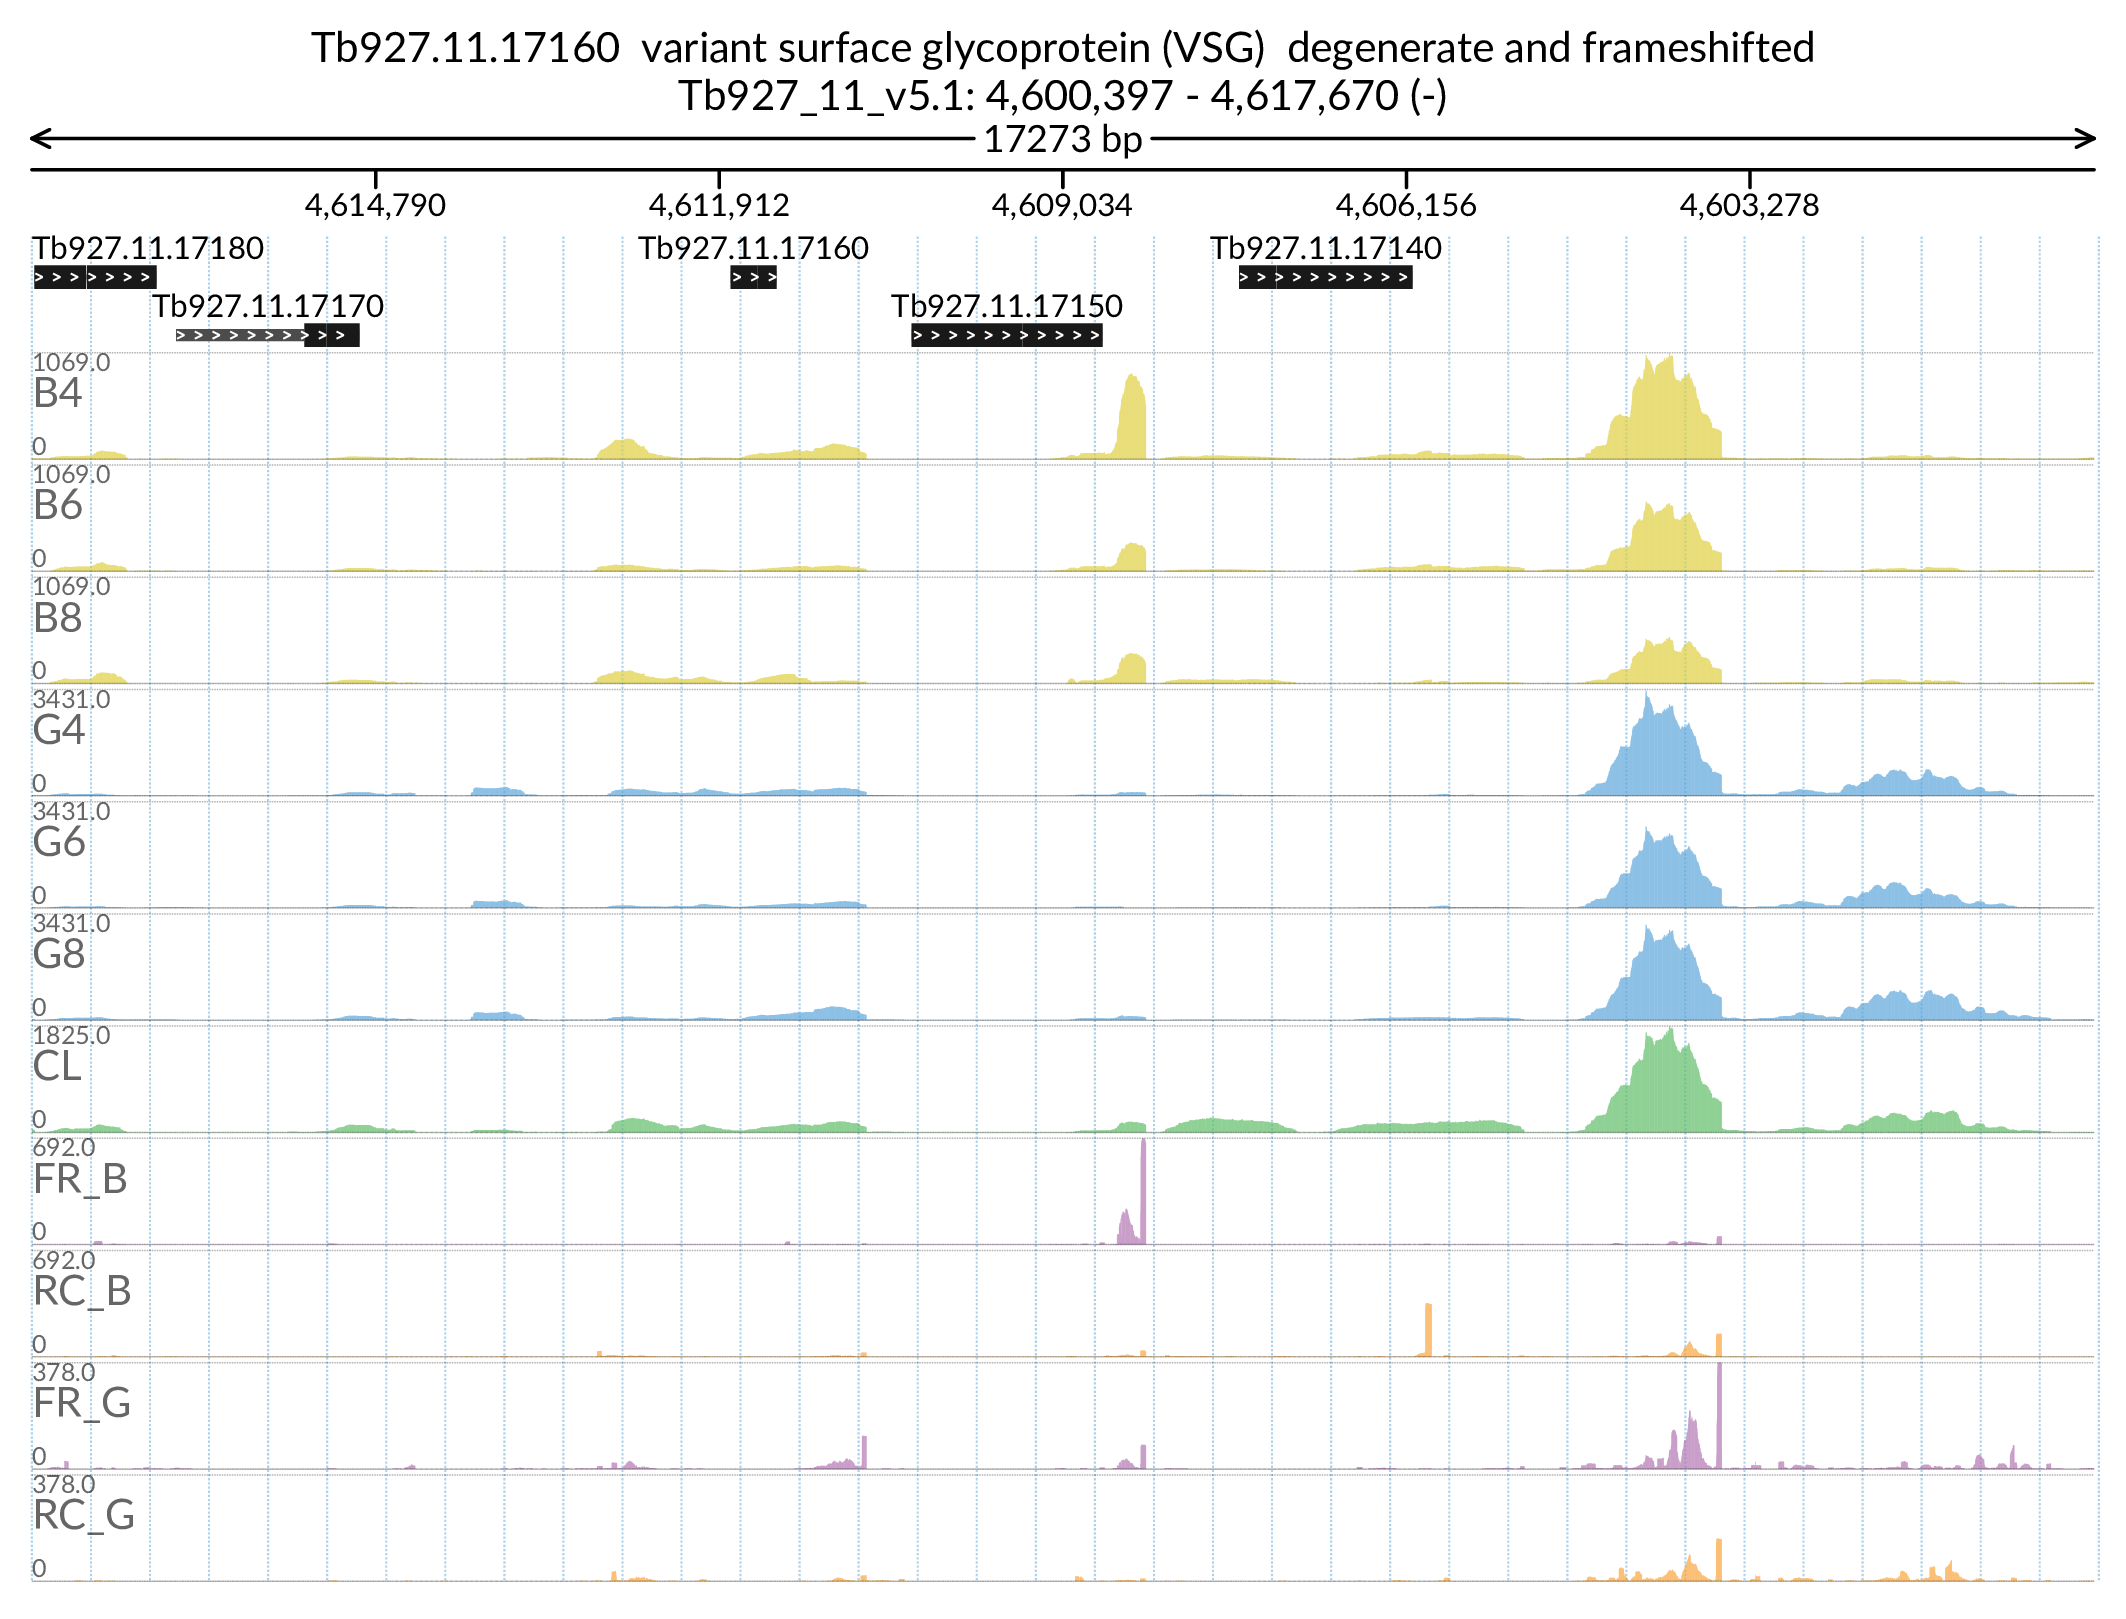 Tb927.11.17160  variant surface glycoprotein (VSG)  degenerate and frameshifted
Tb927_11_v5.1: 4,600,397 - 4,617,670 (-)
17273 bp
4,614,790 4,611,912 4,609,034 4,606,156 4,603,278
Tb927.11.17180 Tb927.11.17160 Tb927.11.17140
Tb927.11.17170 Tb927.11.17150
1069.0
B4
0
1069.0
B6
0
1069.0
B8
0
3431.0
G4
0
3431.0
G6
0
3431.0
G8
0
1825.0
CL
0
692.0
FR_B
0
692.0
RC_B
0
378.0
FR_G
0
378.0
RC_G
0